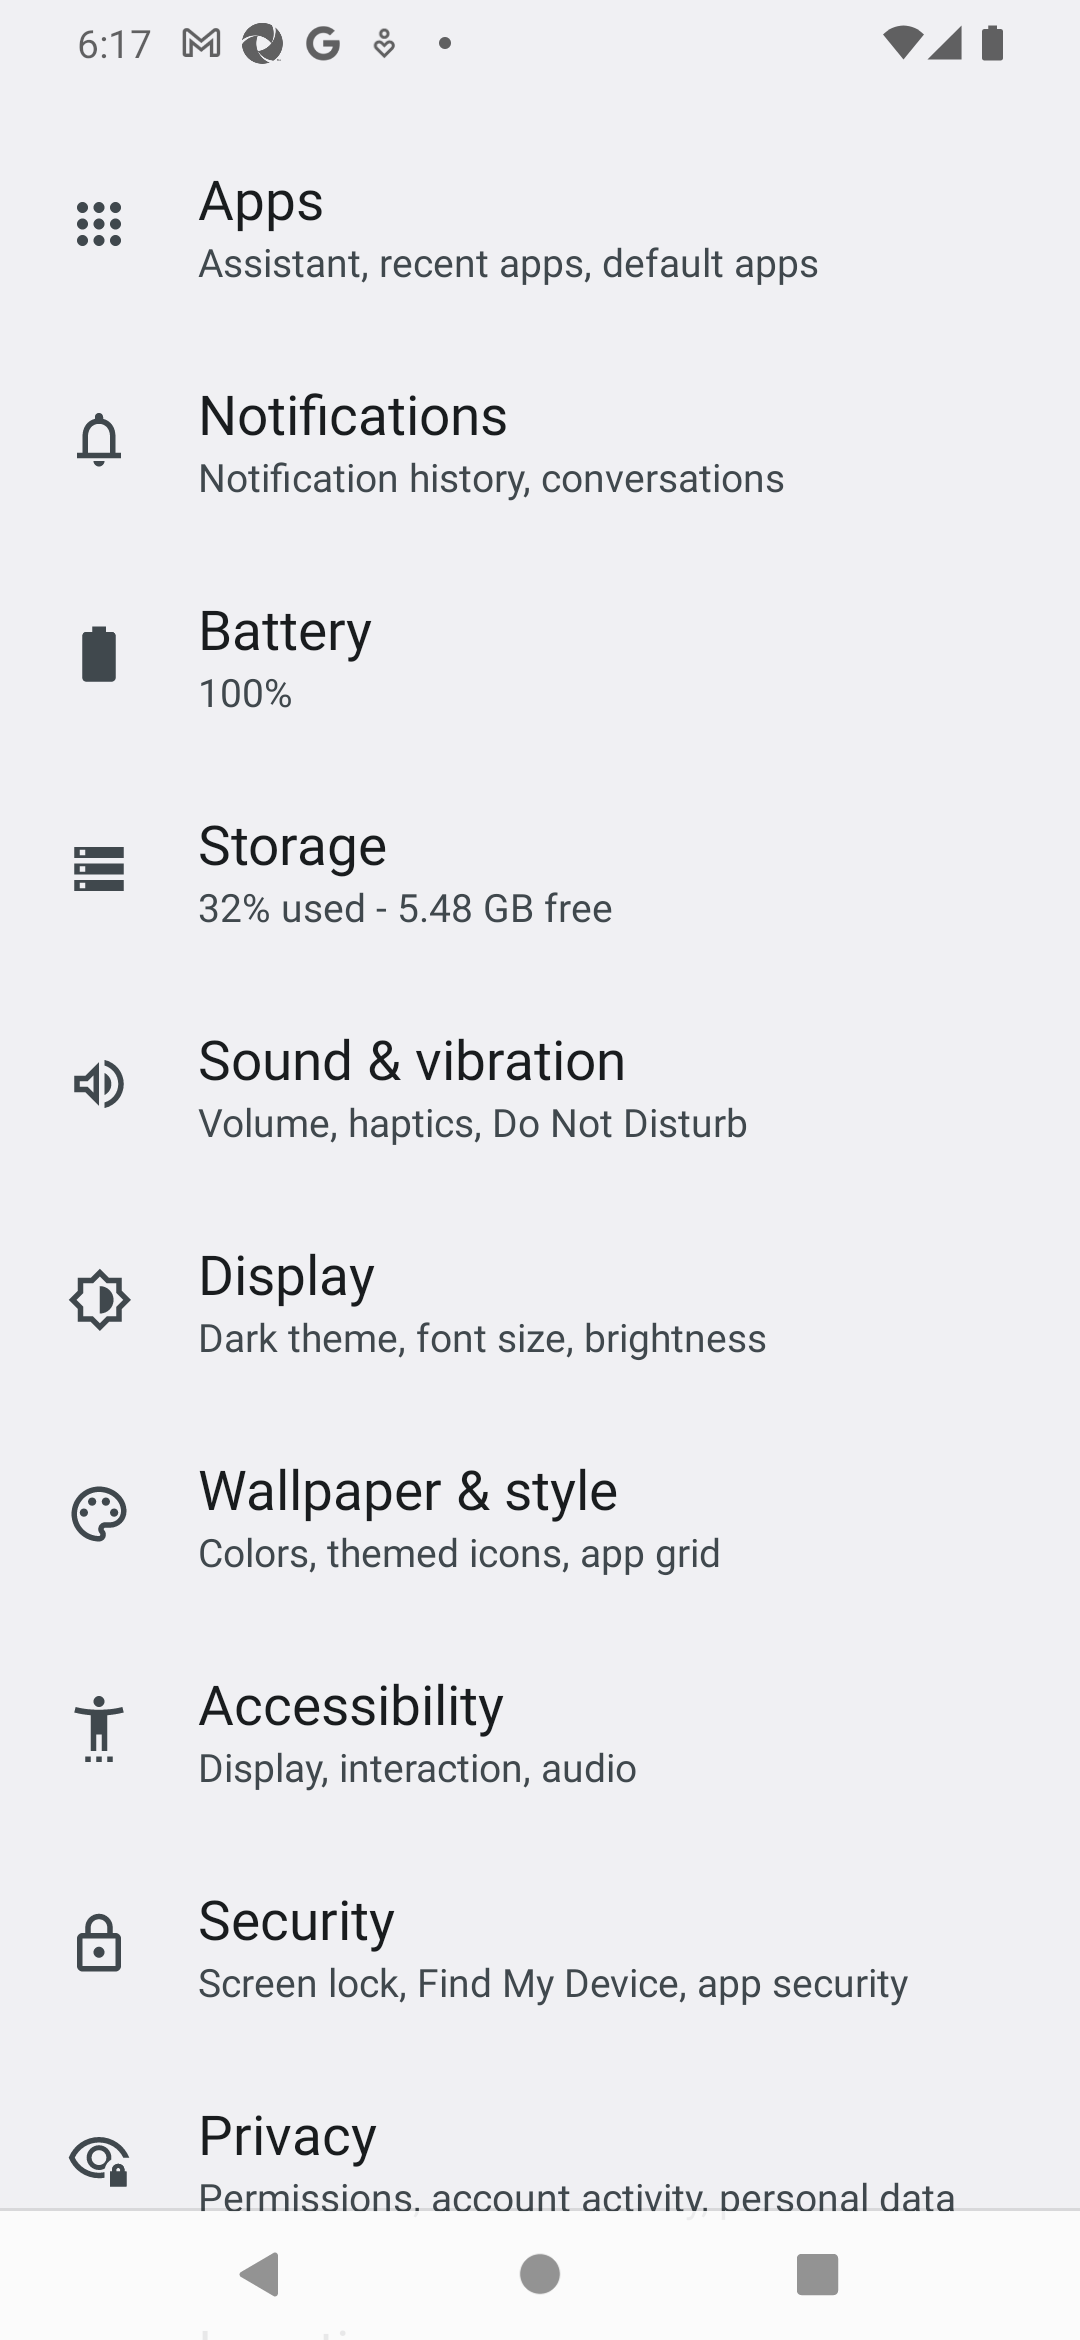 6:17
Apps
Assistant, recent apps, default apps
Notifications
Notification history, conversations
Battery
100%
Storage
32% used - 5.48 GB free
Sound & vibration
Volume, haptics, Do Not Disturb
Display
Dark theme, font size, brightness
Wallpaper & style
Colors, themed icons, app grid
Accessibility
Display, interaction, audio
Security
Screen lock, Find My Device, app security
Privacy
Permissions, account activity, personal data